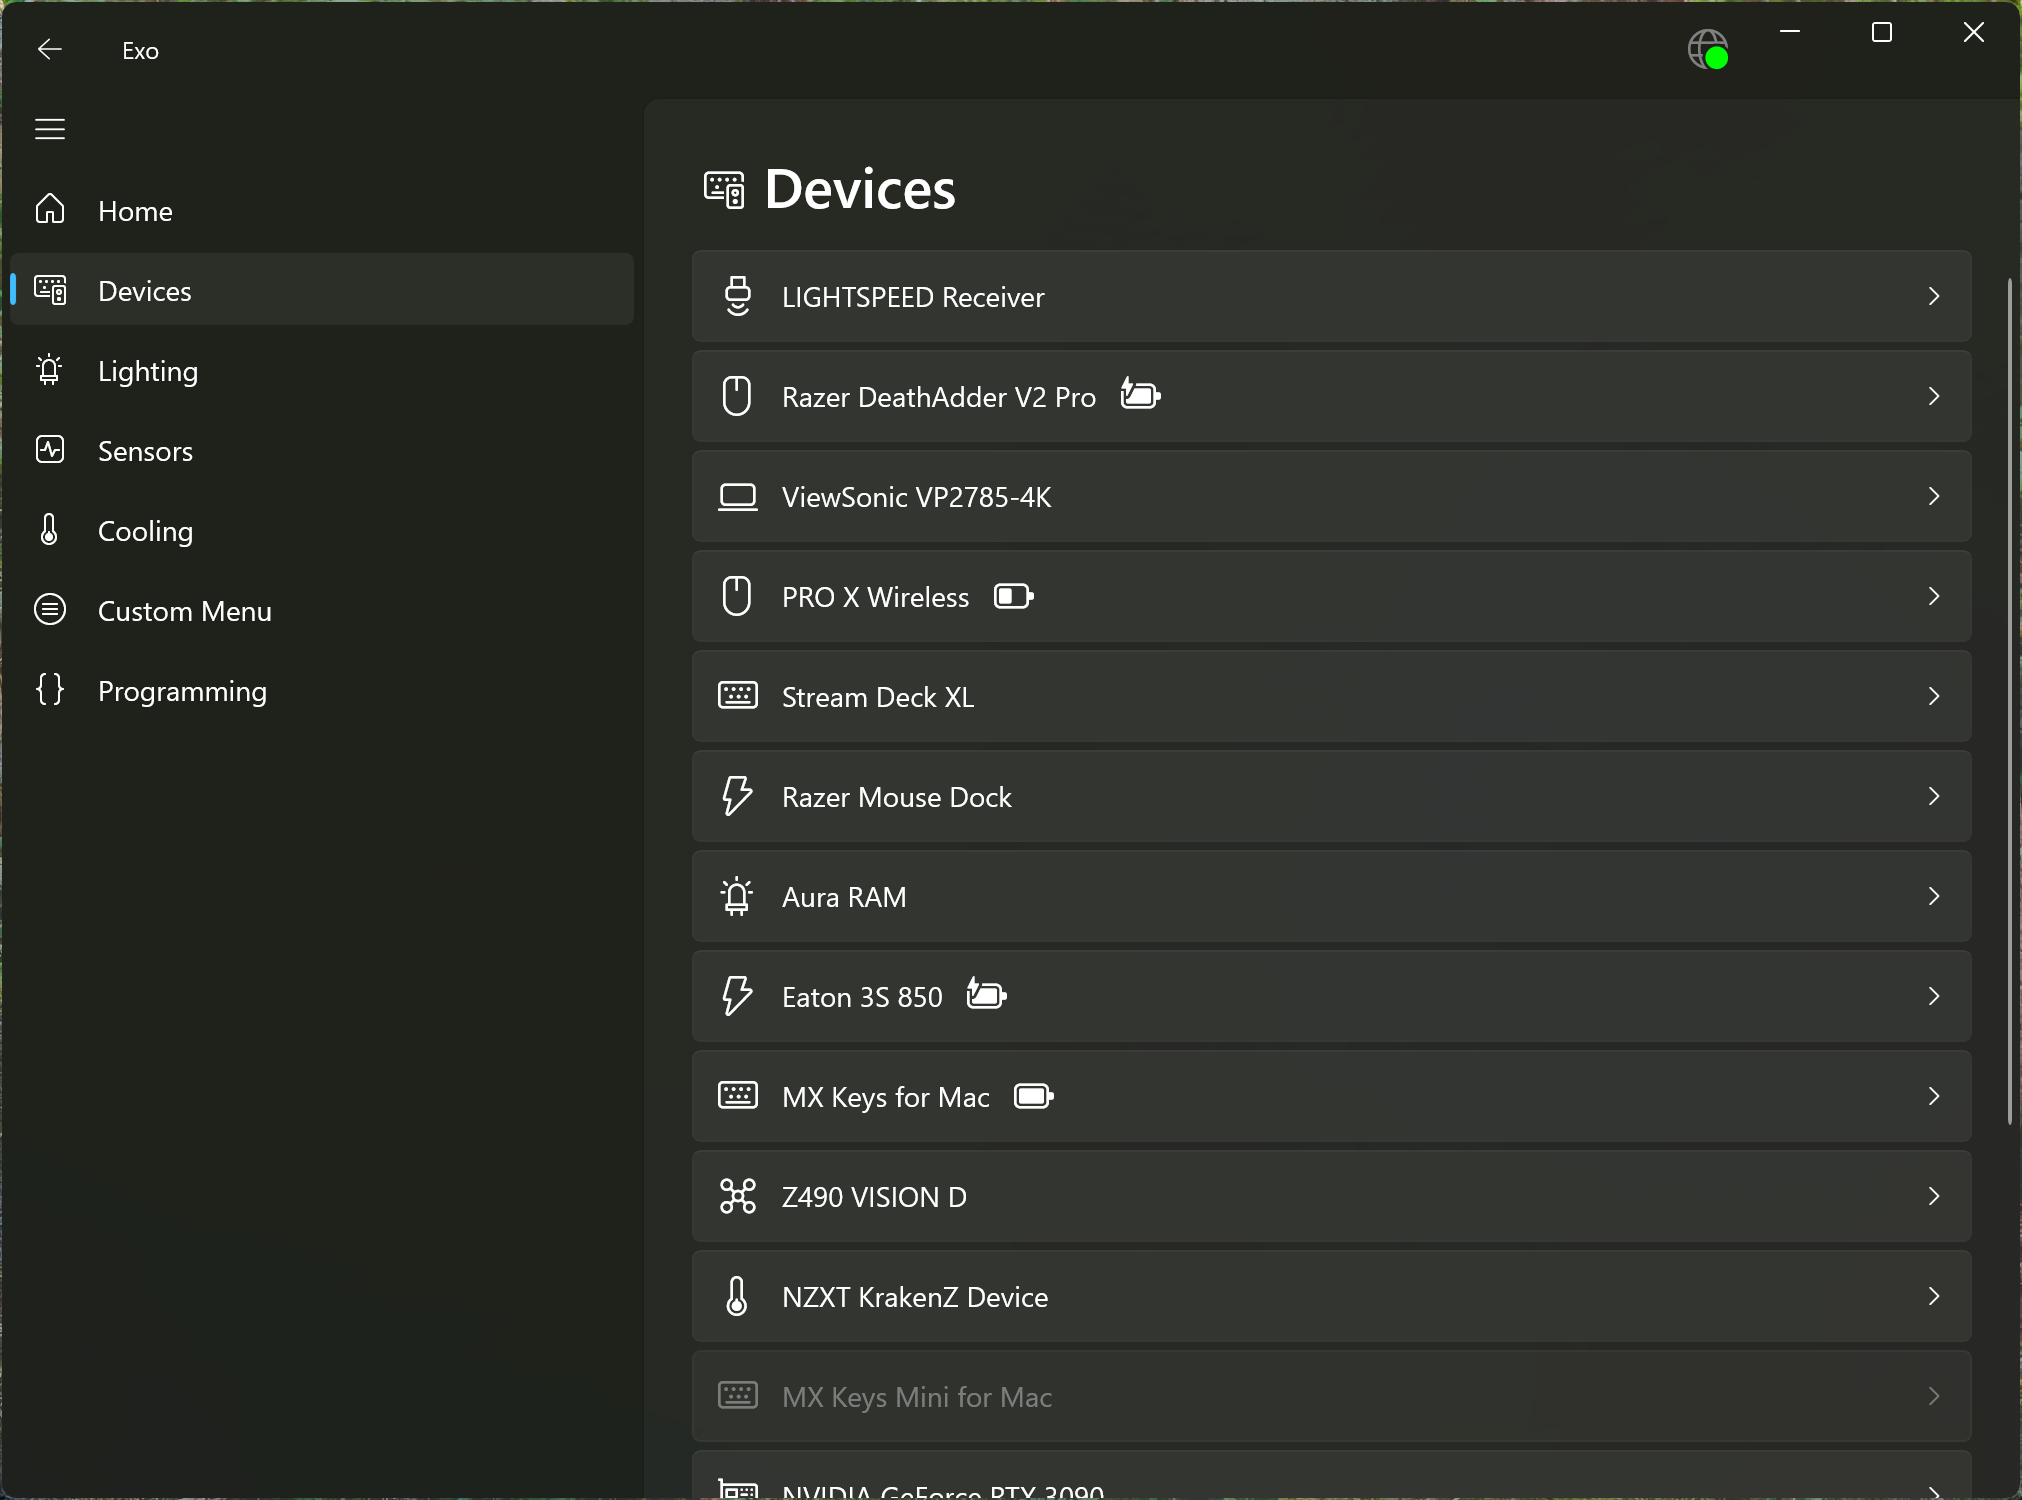 Exo
Home
Devices
Lighting
Sensors
Cooling
Custom Menu
Programming
Devices
LIGHTSPEED Receiver
Razer DeathAdder V2 Pro
ViewSonic VP2785-4K
PRO X Wireless
Stream Deck XL
Razer Mouse Dock
Aura RAM
Eaton 3S 850
MX Keys for Mac
Z490 VISION D
NZXT KrakenZ Device
MX Keys Mini for Mac
NVIDIA GeForce RTX 3090